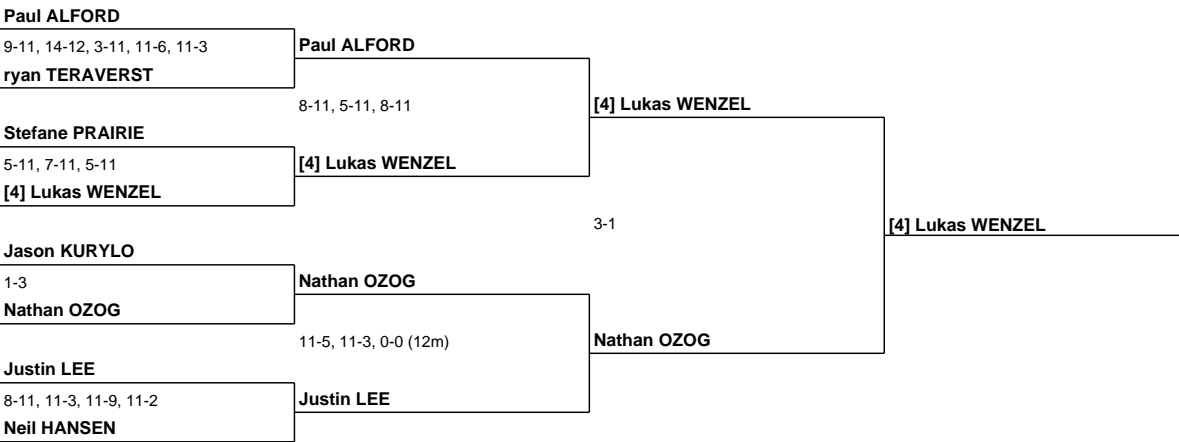 Paul ALFORD
9-11, 14-12, 3-11, 11-6, 11-3
ryan TERAVERST
Stefane PRAIRIE
5-11, 7-11, 5-11
[4] Lukas WENZEL
Jason KURYLO
1-3
Nathan OZOG
Justin LEE
8-11, 11-3, 11-9, 11-2
Neil HANSEN
Paul ALFORD
8-11, 5-11, 8-11
[4] Lukas WENZEL
Nathan OZOG
11-5, 11-3, 0-0 (12m)
Justin LEE
[4] Lukas WENZEL
3-1
Nathan OZOG
[4] Lukas WENZEL